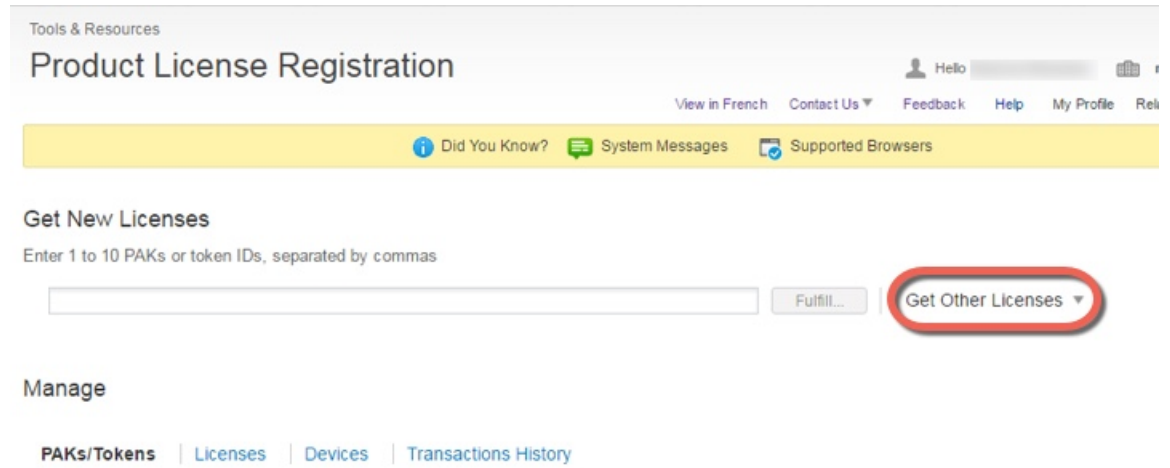 Tools & Resources
Product License Registration
Hello
View in French Contact Us Feedback Help My Profile
Did You Know? System Messages Supported Browsers
Get New Licenses
Enter 1 to 10 PAKs or token IDs, separated by commas
Fulfill... Get Other Licenses
Manage
PAKs/Tokens Licenses Devices Transactions History